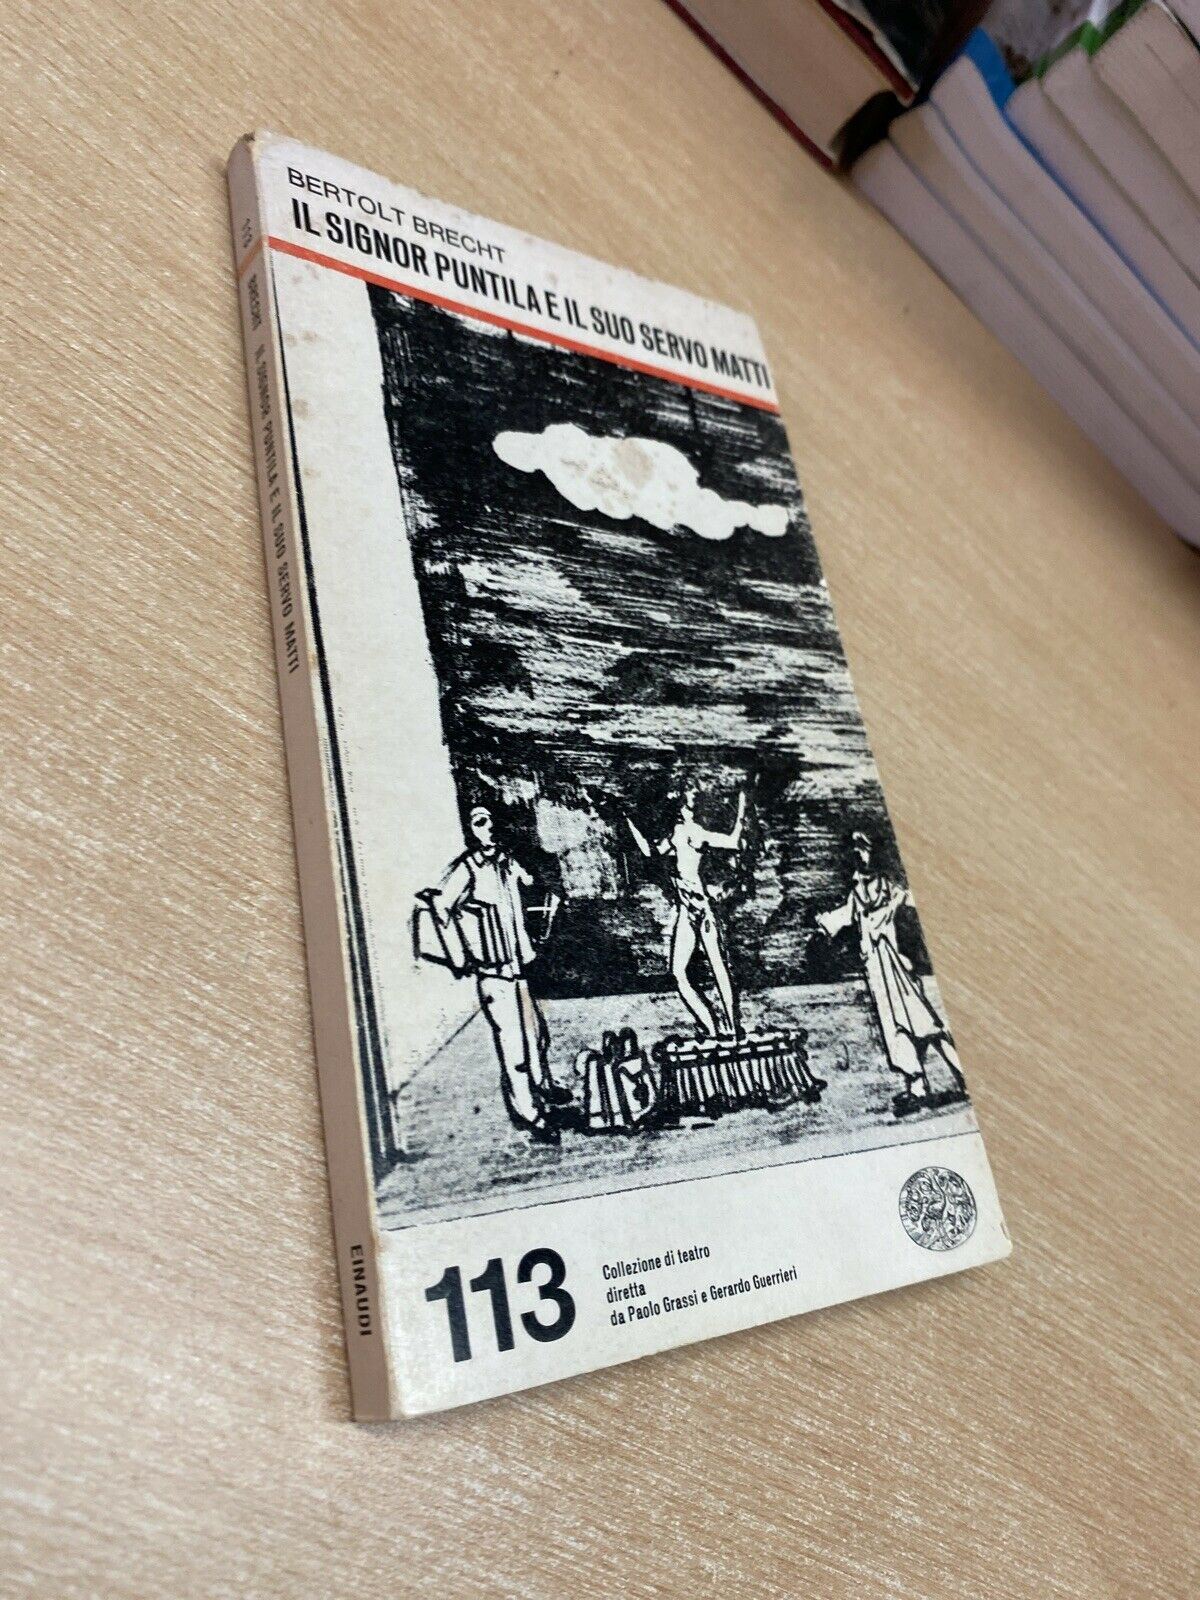 BERTOLT BRECHT
IL SIGNOR PUNTILA E IL SUO SERVO MATTI
113
Collezione di teatro
diretta
da Paolo Grassi e Gerardo Guerrieri
113 BRECHT IL SIGNOR PUNTILA E IL SUO SERVO MATTI
EINAUDI